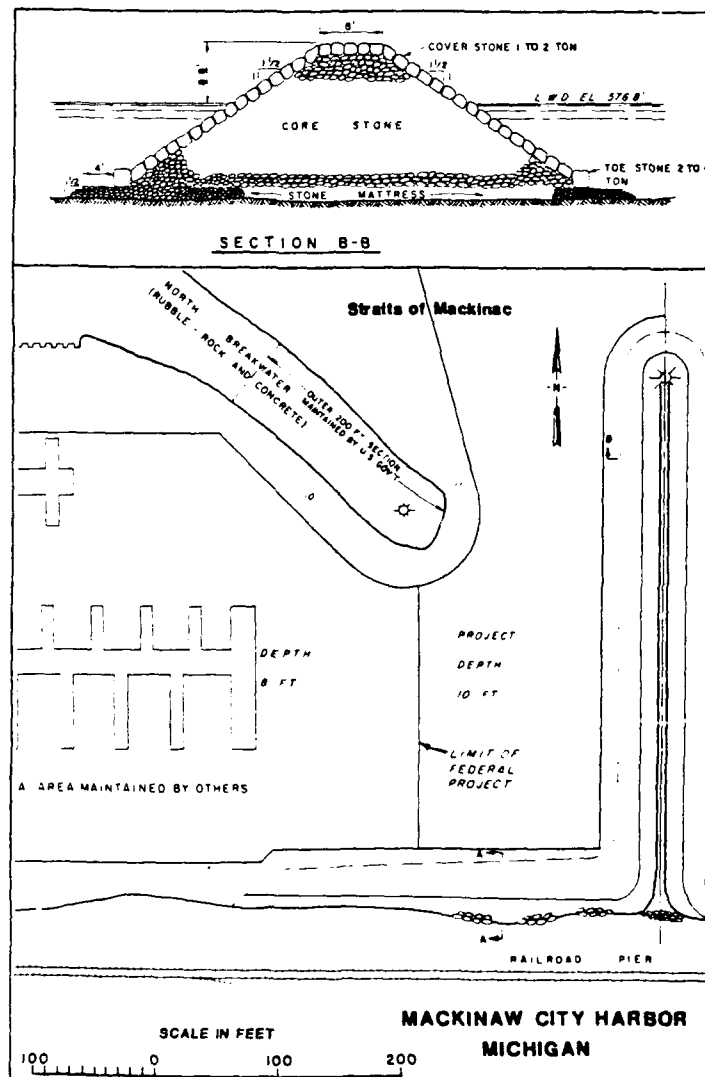 8'
COVER STONE 1 TO 2 TON
1 1/2
1 1/2
L W D EL 576.8'
CORE STONE
4'
TOE STONE 2 TO
TON
1/2
STONE MATTRESS
SECTION B-B
Straits of Mackinac
NORTH BREAKWATER
(RUBBLE - ROCK AND CONCRETE)
OUTER 200 FT SECTION
MAINTAINED BY U S GOV'T
N
B
DEPTH
8 FT
PROJECT
DEPTH
10 FT
LIMIT OF
FEDERAL
PROJECT
A AREA MAINTAINED BY OTHERS
A
A
RAILROAD PIER
MACKINAW CITY HARBOR
MICHIGAN
SCALE IN FEET
100 0 100 200